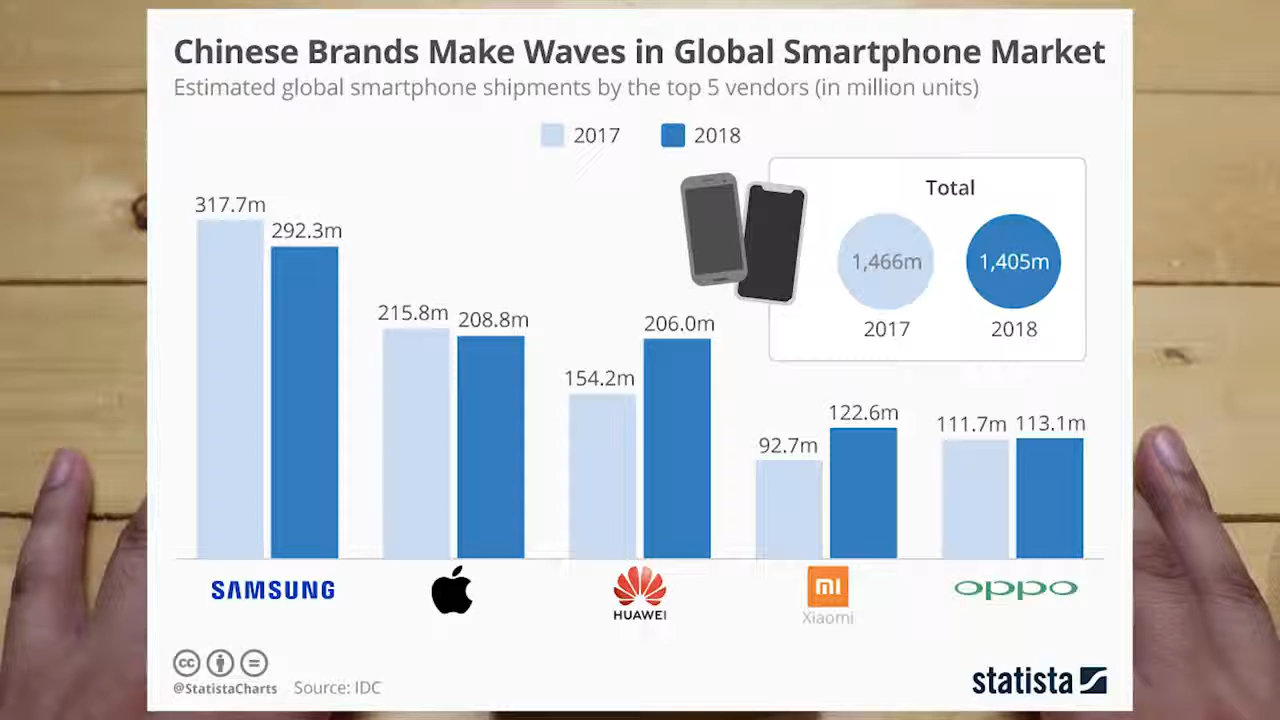 Chinese Brands Make Waves in Global Smartphone Market
Estimated global smartphone shipments by the top 5 vendors (in million units)
2017 2018
Total
1,466m 1,405m
2017 2018
317.7m 292.3m
215.8m 208.8m
154.2m 206.0m
92.7m 122.6m
111.7m 113.1m
SAMSUNG
HUAWEI
mi
Xiaomi
oppo
cc
@StatistaCharts Source: IDC
statista